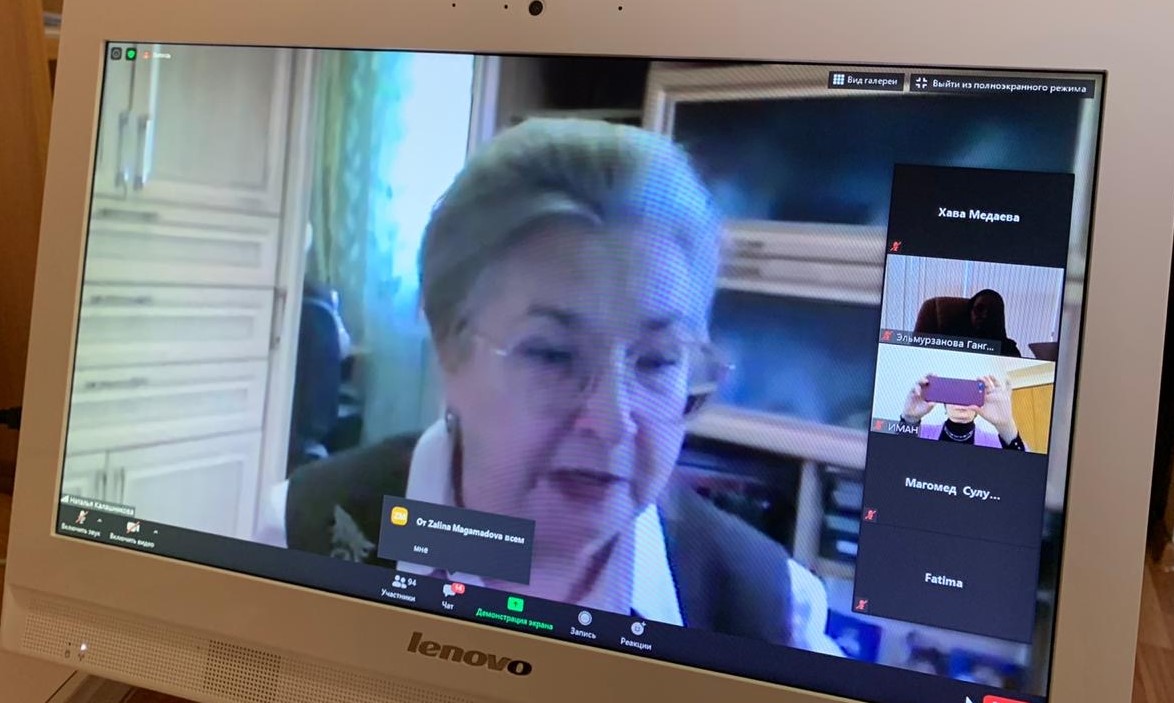 Вид галереи
Выйти из полноэкранного режима
Хава Медаева
Эльмурзанова Ганг...
ИМАН
Магомед Сулу...
Fatima
Наталья Калашникова
Включить звук
Включить видео
ZM
От Zalina Magamadova всем
мне
94
Участники
Чат
Демонстрация экрана
Запись
Реакции
lenovo